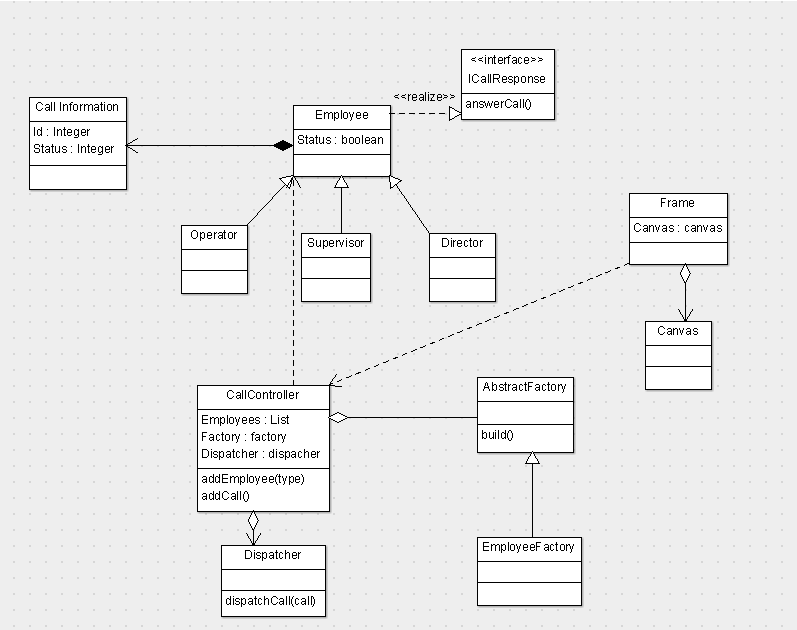 <<interface>>
ICallResponse
answerCall()
<<realize>>
Call Information
Id : Integer
Status : Integer
Employee
Status : boolean
Operator
Supervisor
Director
Frame
Canvas : canvas
Canvas
CallController
Employees : List
Factory : factory
Dispatcher : dispacher
addEmployee(type)
addCall()
AbstractFactory
build()
Dispatcher
dispatchCall(call)
EmployeeFactory